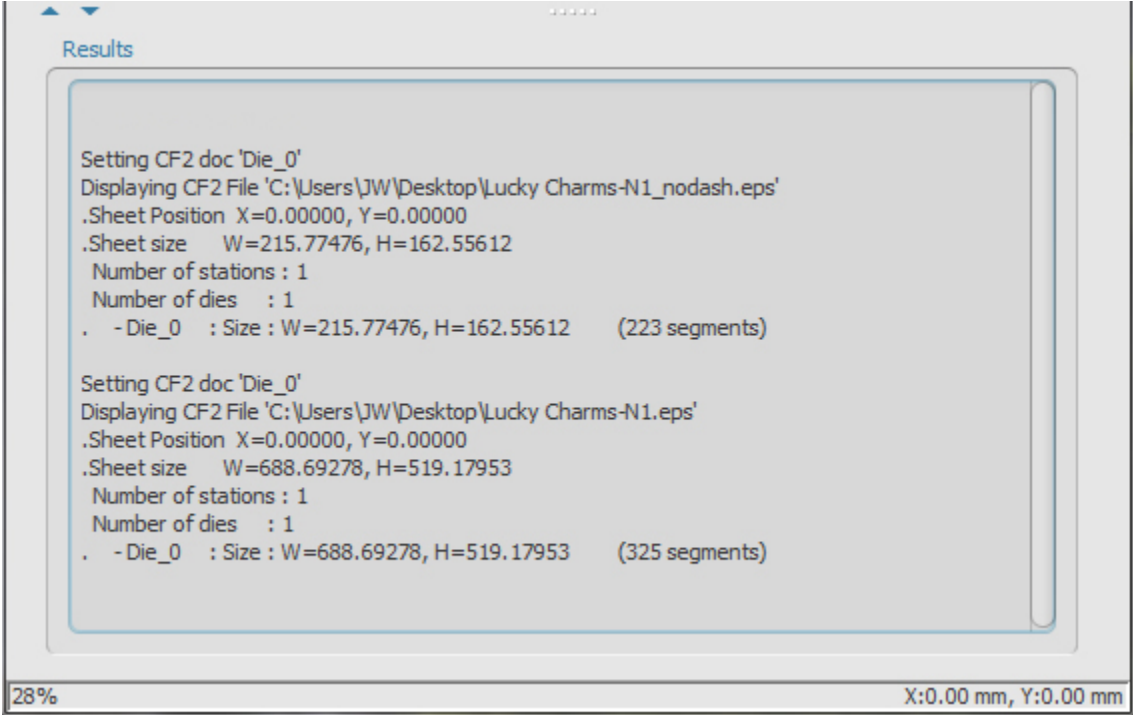 Results
Setting CF2 doc 'Die_0'
Displaying CF2 File 'C:\Users\JW\Desktop\Lucky Charms-N1_nodash.eps'
.Sheet Position  X=0.00000, Y=0.00000
.Sheet size     W=215.77476, H=162.55612
Number of stations : 1
Number of dies    : 1
.   - Die_0   : Size : W=215.77476, H=162.55612      (223 segments)
Setting CF2 doc 'Die_0'
Displaying CF2 File 'C:\Users\JW\Desktop\Lucky Charms-N1.eps'
.Sheet Position  X=0.00000, Y=0.00000
.Sheet size     W=688.69278, H=519.17953
Number of stations : 1
Number of dies    : 1
.   - Die_0   : Size : W=688.69278, H=519.17953      (325 segments)
28% X:0.00 mm, Y:0.00 mm